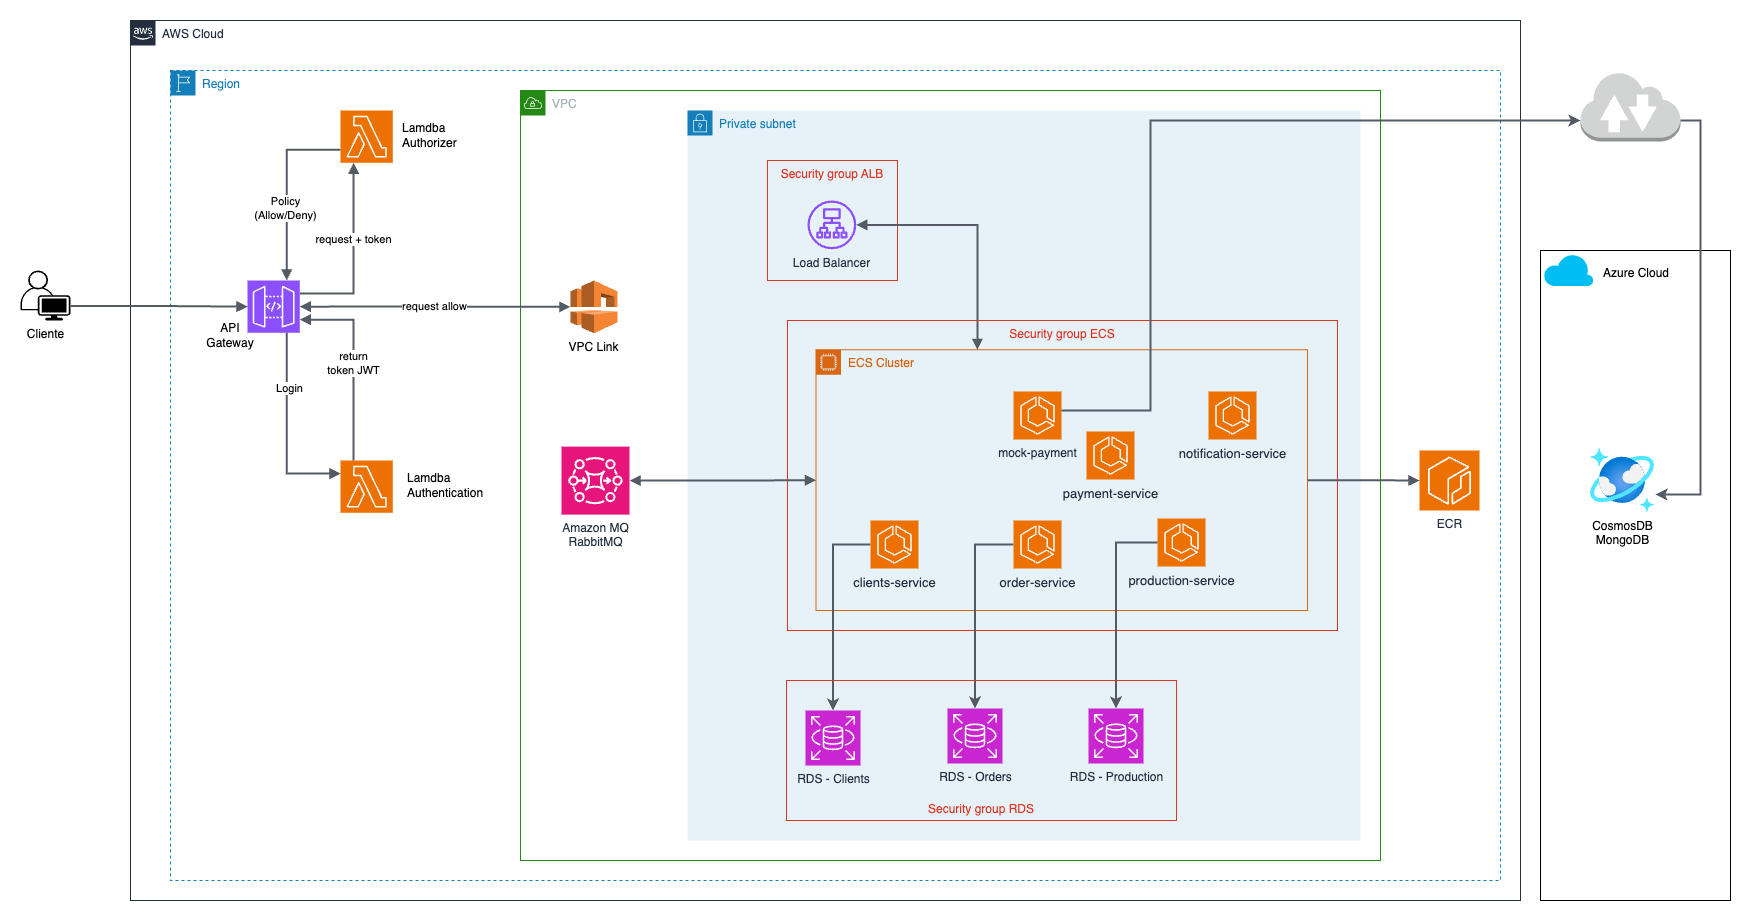 aws
AWS Cloud
Region
VPC
Private subnet
Lamdba
Authorizer
Security group ALB
Load Balancer
Policy
(Allow/Deny)
request + token
Cliente
API
Gateway
request allow
VPC Link
return
token JWT
Login
Lamdba
Authentication
Amazon MQ
RabbitMQ
Security group ECS
ECS Cluster
mock-payment
notification-service
payment-service
clients-service
order-service
production-service
ECR
RDS - Clients
RDS - Orders
RDS - Production
Security group RDS
Azure Cloud
CosmosDB
MongoDB